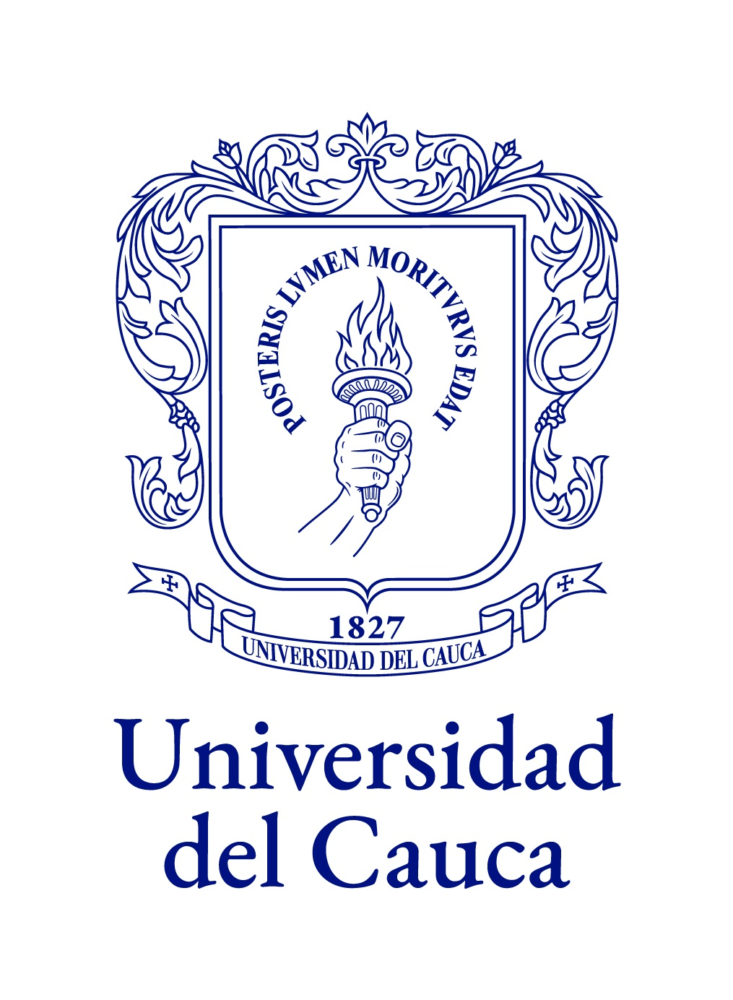 POSTERIS LVMEN MORITVRVS EDAT
1827
UNIVERSIDAD DEL CAUCA
Universidad
del Cauca